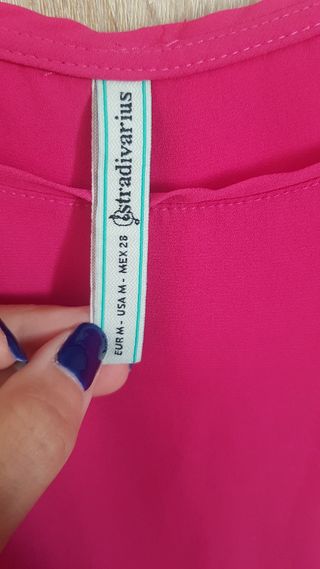 stradivarius
EUR M - USA M - MEX 28